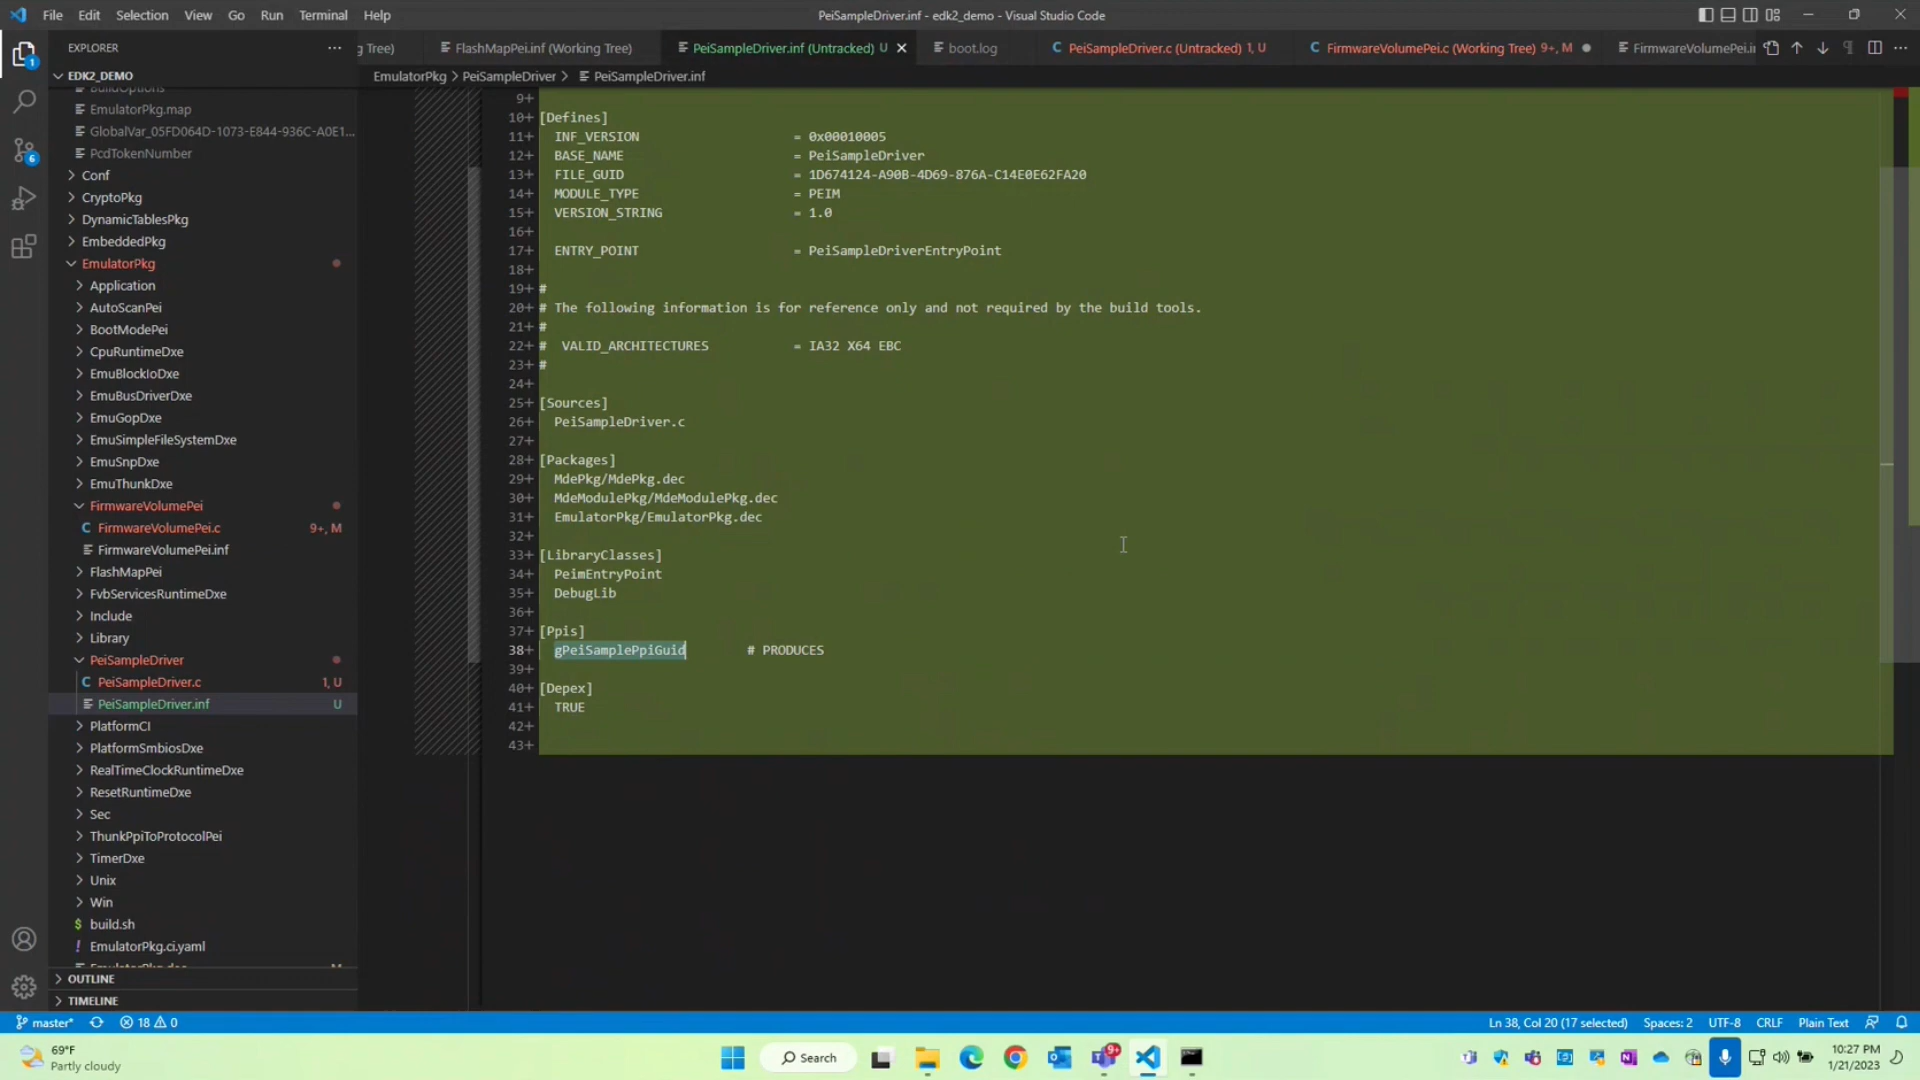 File Edit Selection View Go Run Terminal Help
PeiSampleDriver.inf - edk2_demo - Visual Studio Code
EXPLORER
g Tree)
FlashMapPei.inf (Working Tree)
PeiSampleDriver.inf (Untracked) U
boot.log
PeiSampleDriver.c (Untracked) 1, U
FirmwareVolumePei.c (Working Tree) 9+, M
FirmwareVolumePei.ir
EDK2_DEMO
EmulatorPkg > PeiSampleDriver > PeiSampleDriver.inf
BuildOptions
EmulatorPkg.map
GlobalVar_05FD064D-1073-E844-936C-A0E1...
PcdTokenNumber
Conf
CryptoPkg
DynamicTablesPkg
EmbeddedPkg
EmulatorPkg
Application
AutoScanPei
BootModePei
CpuRuntimeDxe
EmuBlockIoDxe
EmuBusDriverDxe
EmuGopDxe
EmuSimpleFileSystemDxe
EmuSnpDxe
EmuThunkDxe
FirmwareVolumePei
FirmwareVolumePei.c 9+, M
FirmwareVolumePei.inf
FlashMapPei
FvbServicesRuntimeDxe
Include
Library
PeiSampleDriver
PeiSampleDriver.c 1, U
PeiSampleDriver.inf U
PlatformCI
PlatformSmbiosDxe
RealTimeClockRuntimeDxe
ResetRuntimeDxe
Sec
ThunkPpiToProtocolPei
TimerDxe
Unix
Win
$ build.sh
! EmulatorPkg.ci.yaml
OUTLINE
TIMELINE
9+
10+ [Defines]
11+ INF_VERSION = 0x00010005
12+ BASE_NAME = PeiSampleDriver
13+ FILE_GUID = 1D674124-A90B-4D69-876A-C14E0E62FA20
14+ MODULE_TYPE = PEIM
15+ VERSION_STRING = 1.0
16+
17+ ENTRY_POINT = PeiSampleDriverEntryPoint
18+
19+ #
20+ # The following information is for reference only and not required by the build tools.
21+ #
22+ # VALID_ARCHITECTURES = IA32 X64 EBC
23+ #
24+
25+ [Sources]
26+ PeiSampleDriver.c
27+
28+ [Packages]
29+ MdePkg/MdePkg.dec
30+ MdeModulePkg/MdeModulePkg.dec
31+ EmulatorPkg/EmulatorPkg.dec
32+
33+ [LibraryClasses]
34+ PeimEntryPoint
35+ DebugLib
36+
37+ [Ppis]
38+ gPeiSamplePpiGuid # PRODUCES
39+
40+ [Depex]
41+ TRUE
42+
43+
master* 18 0
Ln 38, Col 20 (17 selected) Spaces: 2 UTF-8 CRLF Plain Text
69°F
Partly cloudy
Search
9+
10:27 PM
1/21/2023
1
6